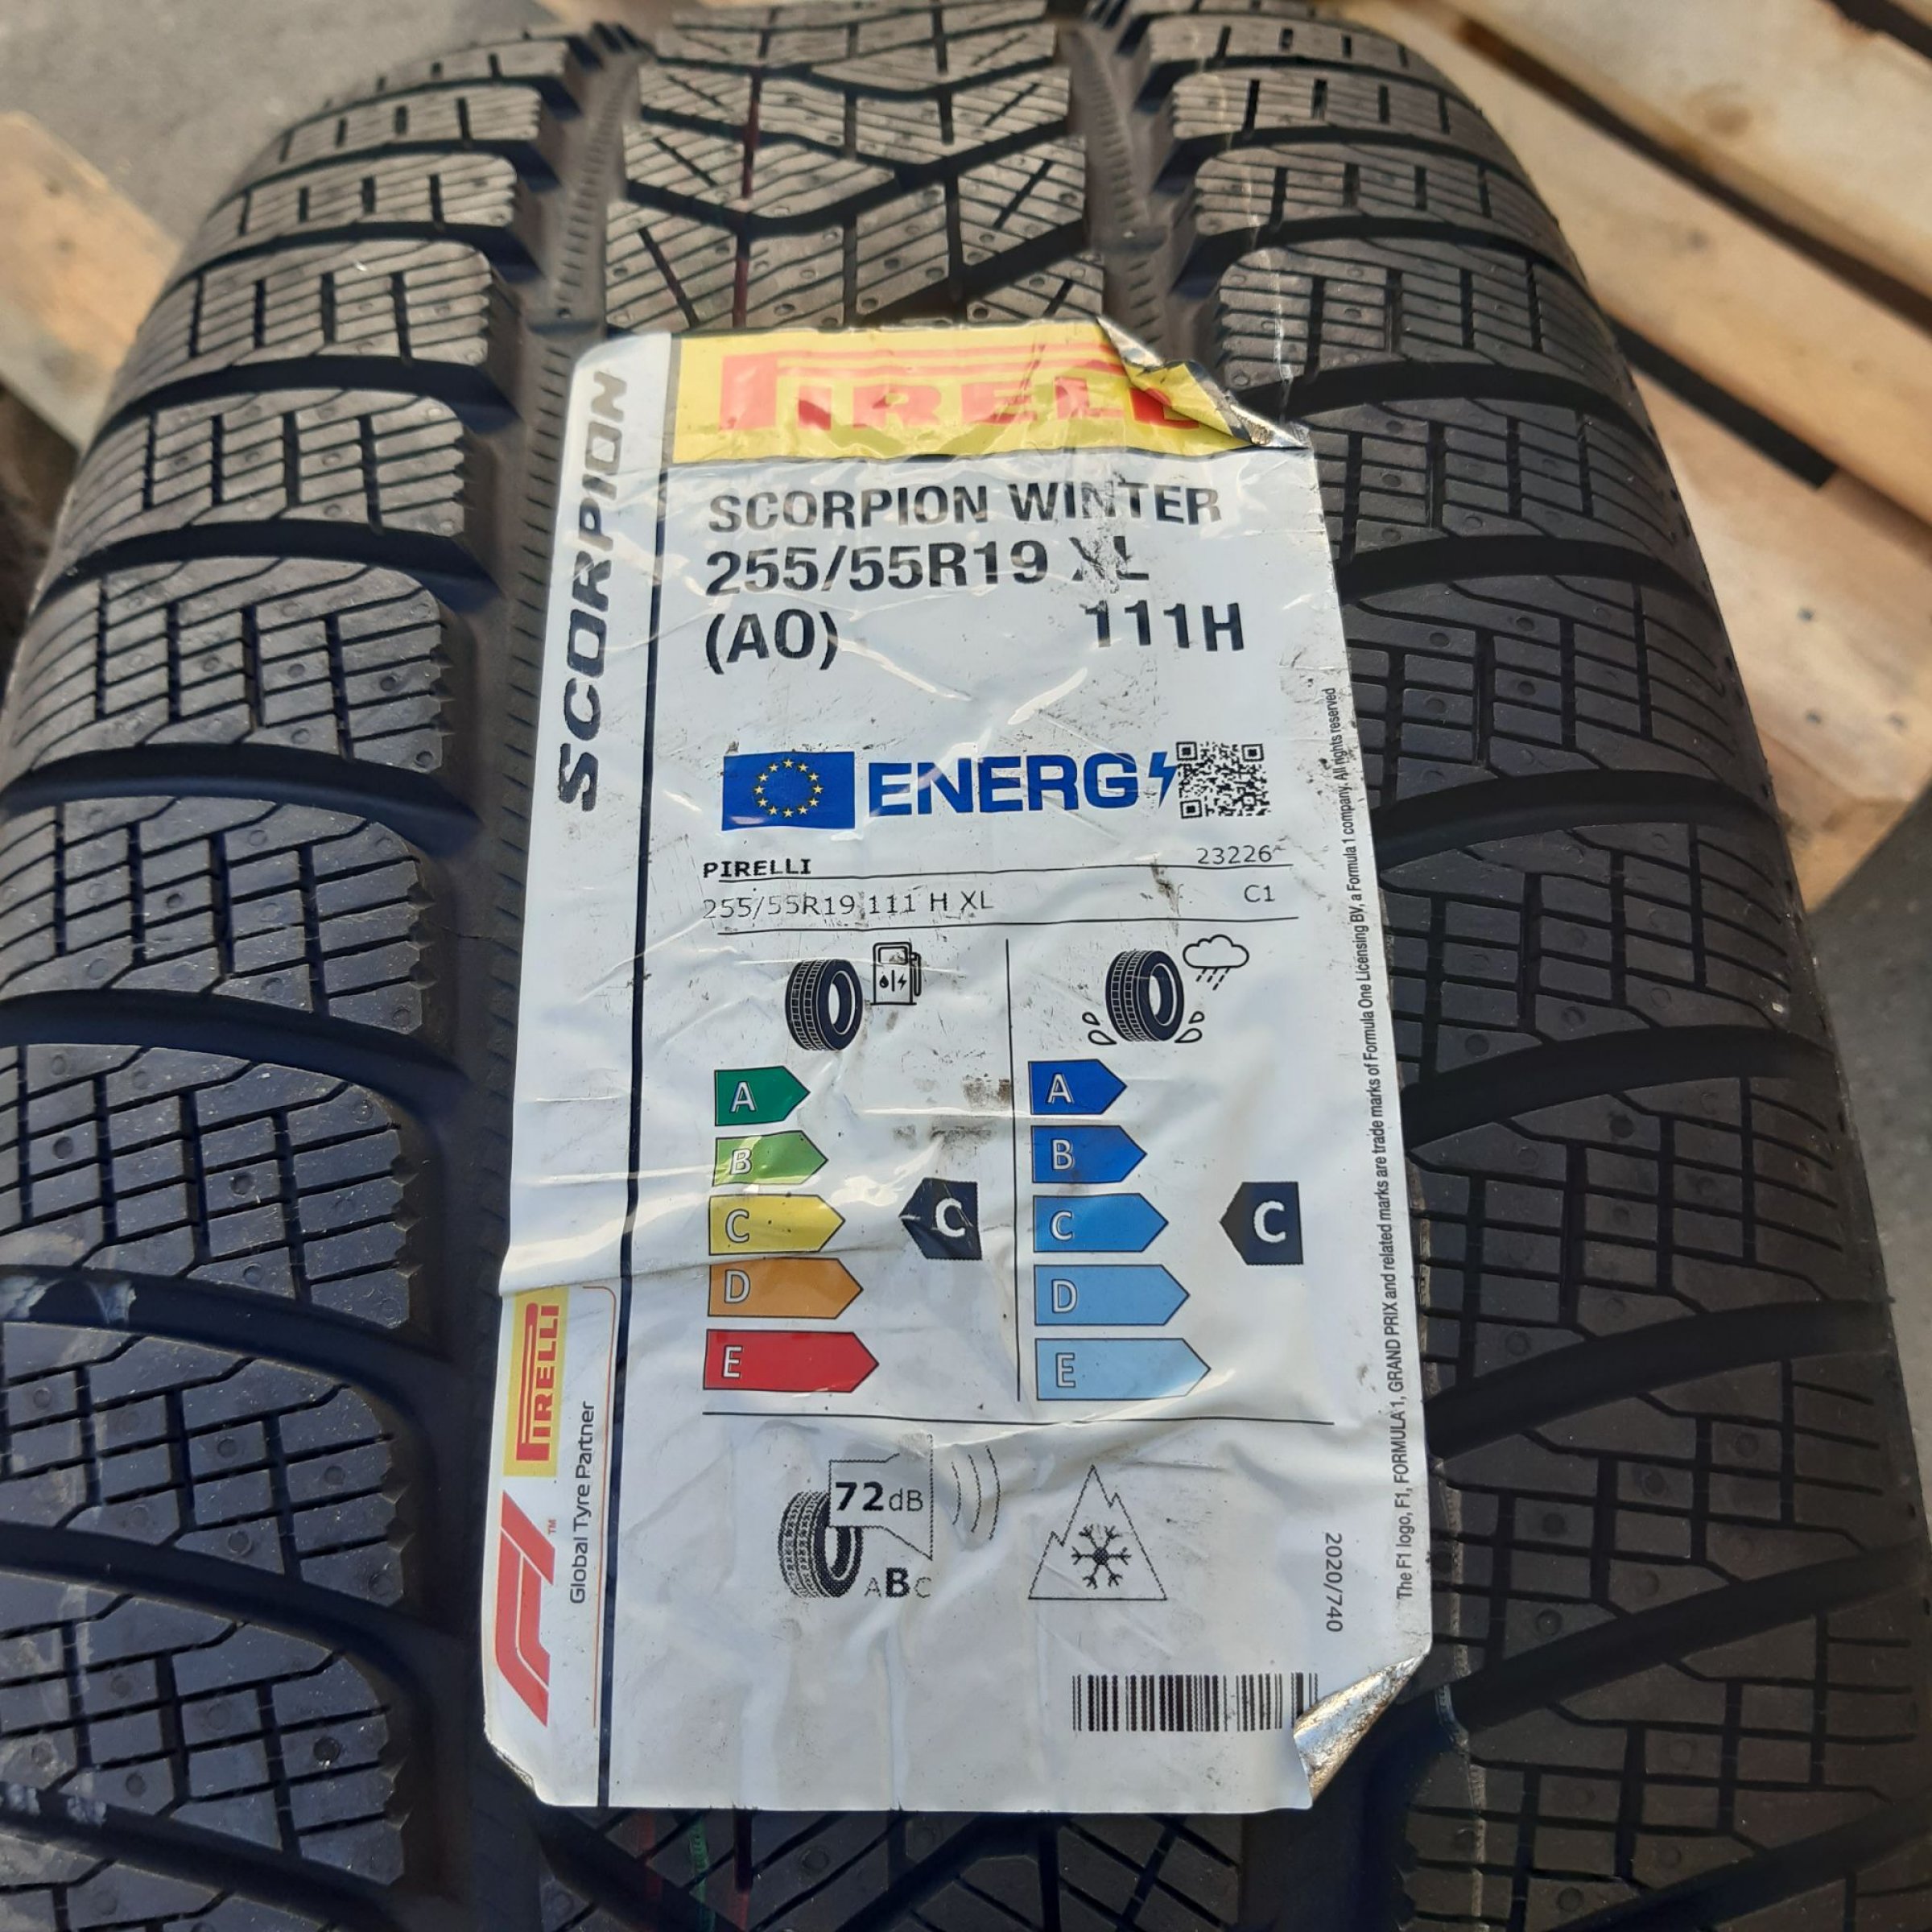 PIRELL
SCORPION
SCORPION WINTER
255/55R19 XL
(AO) 111H
ENERG
PIRELLI 23226
255/55R19 111 H XL C1
A A
B B
C C C C
D D
E E
72dB
ABC
2020/740
PIRELLI
F1™
Global Tyre Partner
The F1 logo, F1, FORMULA 1, GRAND PRIX and related marks are trade marks of Formula One Licensing BV, a Formula 1 company. All rights reserved